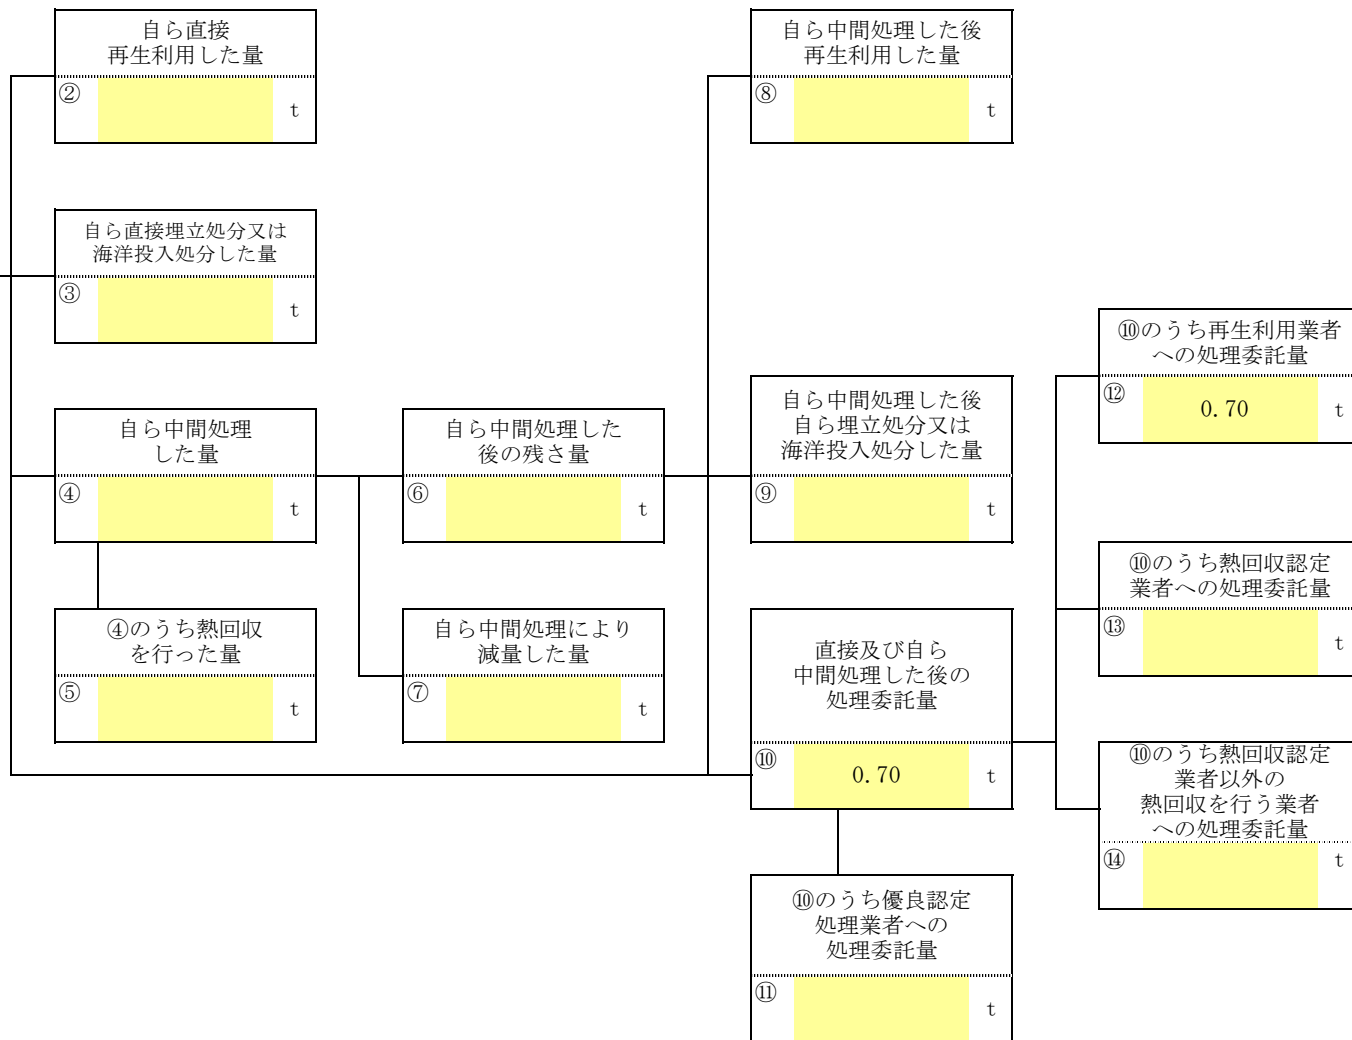 自ら直接
再生利用した量
②
t
自ら中間処理した後
再生利用した量
⑧
t
自ら直接埋立処分又は
海洋投入処分した量
③
t
⑩のうち再生利用業者
への処理委託量
⑫
0.70
t
自ら中間処理
した量
④
t
自ら中間処理した
後の残さ量
⑥
t
自ら中間処理した後
自ら埋立処分又は
海洋投入処分した量
⑨
t
⑩のうち熱回収認定
業者への処理委託量
⑬
t
④のうち熱回収
を行った量
⑤
t
自ら中間処理により
減量した量
⑦
t
直接及び自ら
中間処理した後の
処理委託量
⑩
0.70
t
⑩のうち熱回収認定
業者以外の
熱回収を行う業者
への処理委託量
⑭
t
⑩のうち優良認定
処理業者への
処理委託量
⑪
t